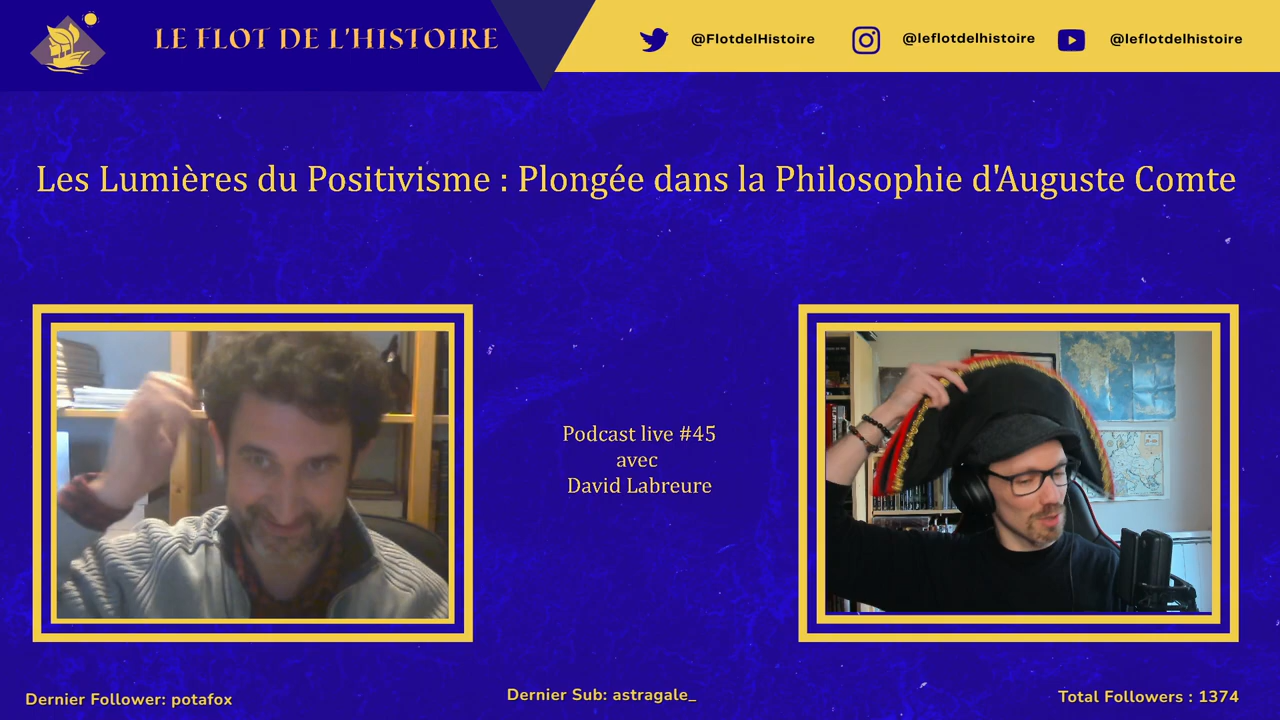 LE FLOT DE L'HISTOIRE
@FlotdelHistoire
@leflotdelhistoire
@leflotdelhistoire
Les Lumières du Positivisme : Plongée dans la Philosophie d'Auguste Comte
Podcast live #45
avec
David Labreure
Dernier Follower: potafox
Dernier Sub: astragale_
Total Followers : 1374